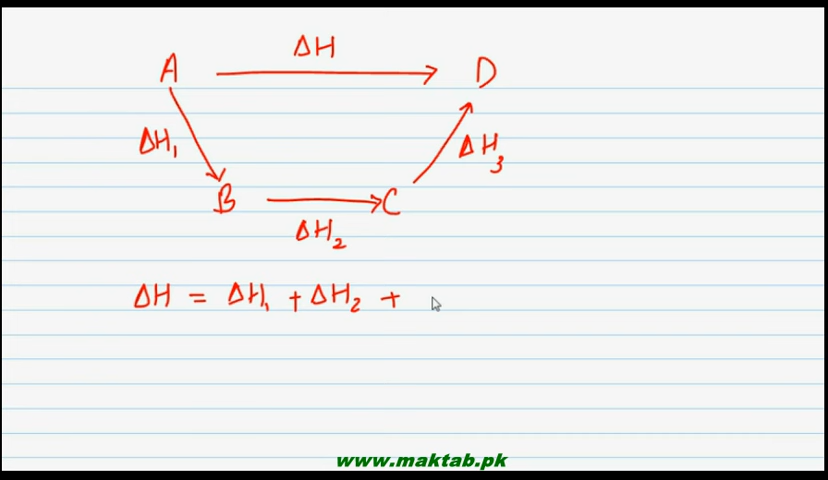 ΔH
A D
ΔH₁ ΔH₃
B C
ΔH₂
ΔH = ΔH₁ + ΔH₂ +
www.maktab.pk